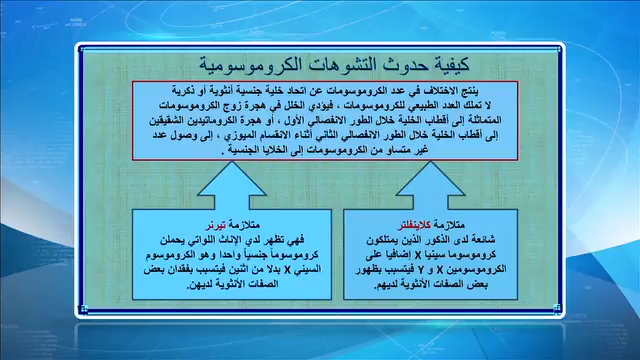 كيفية حدوث التشوهات الكروموسومية
ينتج الاختلاف في عدد الكروموسومات عن اتحاد خلية جنسية أنثوية أو ذكرية
لا تملك العدد الطبيعي للكروموسومات ، فيؤدي الخلل في هجرة زوج الكروموسومات
المتماثلة إلى أقطاب الخلية خلال الطور الانفصالي الأول ، أو هجرة الكروماتيدين الشقيقين
إلى أقطاب الخلية خلال الطور الانفصالي الثاني أثناء الانقسام الميوزي ، إلى وصول عدد
غير متساو من الكروموسومات إلى الخلايا الجنسية .
متلازمة كلاينفلتر
شائعة لدى الذكور الذين يمتلكون
كروموسوما سينيا X إضافيا على
الكروموسومين X و Y فيتسبب بظهور
بعض الصفات الأنثوية لديهم.
متلازمة تيرنر
فهي تظهر لدى الإناث اللواتي يحملن
كروموسوماً جنسياً واحدا وهو الكروموسوم
السيني X بدلا من اثنين فيتسبب بفقدان بعض
الصفات الأنثوية لديهن.